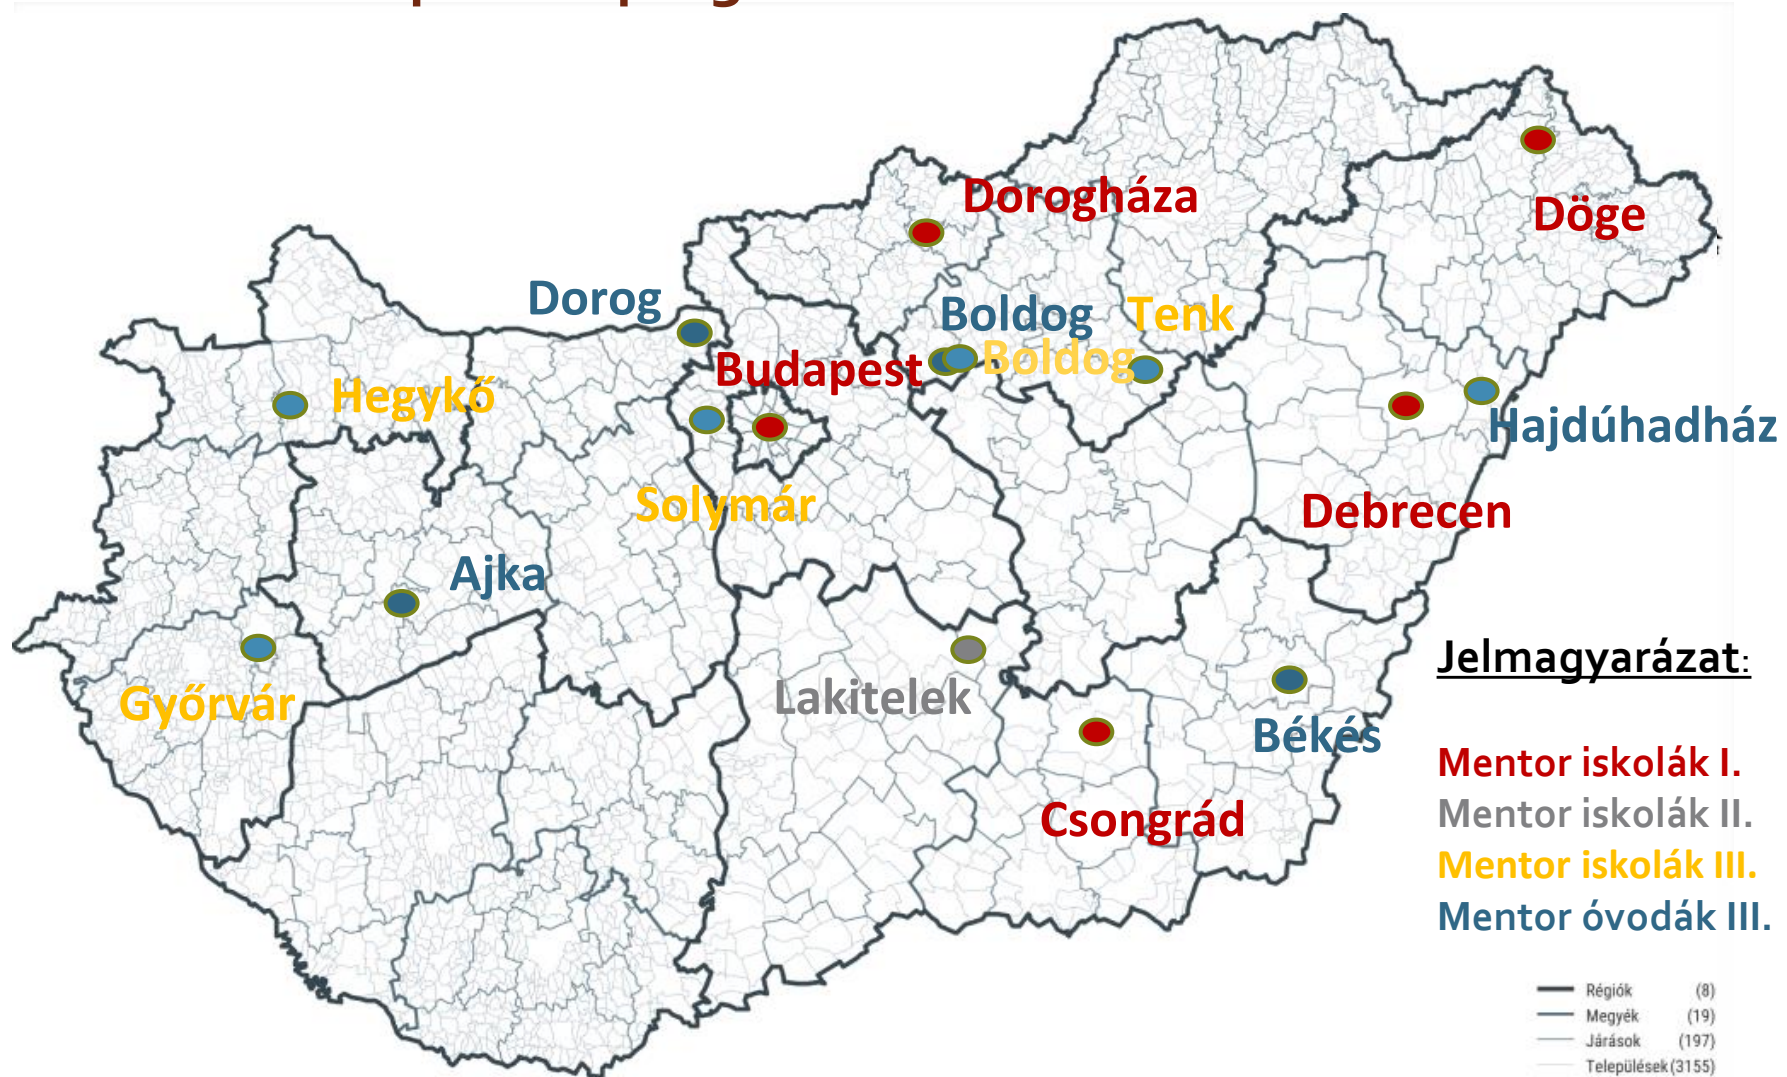 Dorogháza
Döge
Dorog
Boldog
Tenk
Budapest
Boldog
Hegykő
Hajdúhadház
Solymár
Debrecen
Ajka
Győrvár
Lakitelek
Békés
Csongrád
Jelmagyarázat:
Mentor iskolák I.
Mentor iskolák II.
Mentor iskolák III.
Mentor óvodák III.
Régiók (8)
Megyék (19)
Járások (197)
Települések (3155)